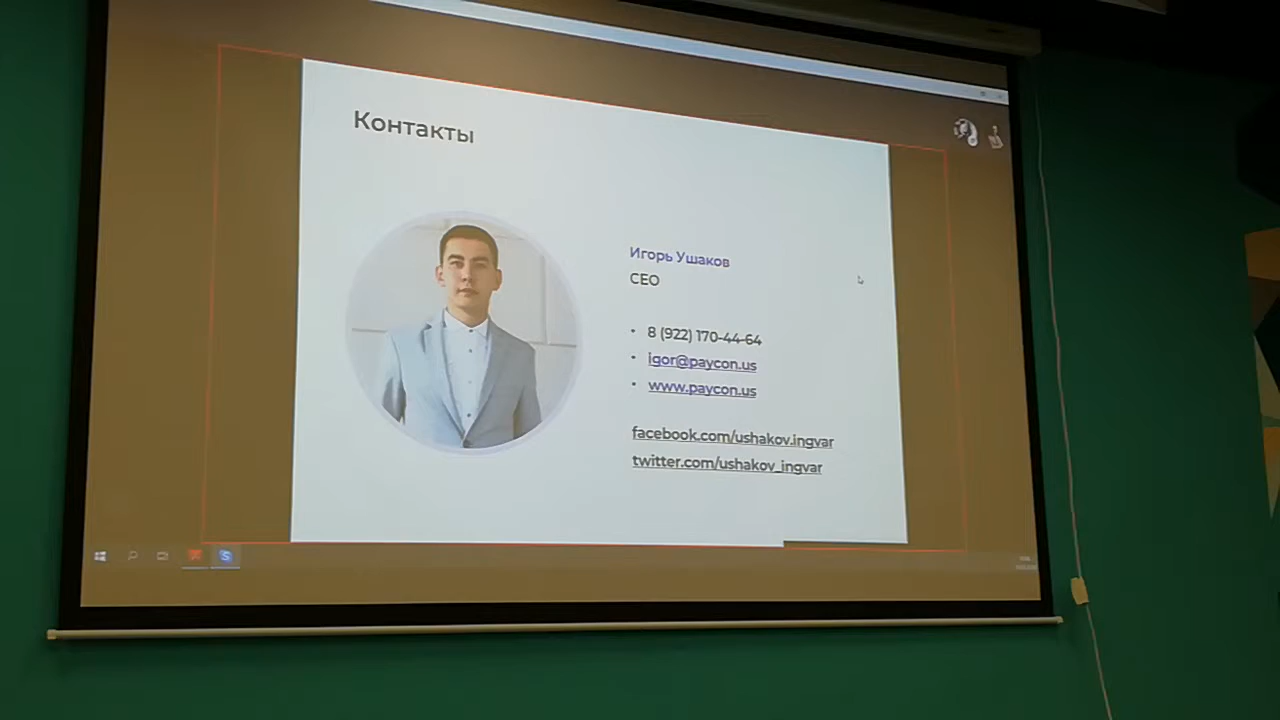 Контакты
Игорь Ушаков
CEO
• 8 (922) 170-44-64
• igor@paycon.us
• www.paycon.us
facebook.com/ushakov.ingvar
twitter.com/ushakov_ingvar